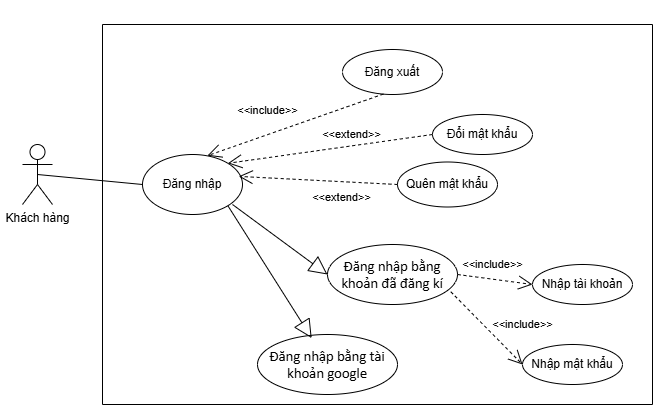 Đăng xuất
<<include>>
Đổi mật khẩu
<<extend>>
Đăng nhập
Quên mật khẩu
<<extend>>
Khách hàng
Đăng nhập bằng
khoản đã đăng kí
<<include>>
Nhập tài khoản
<<include>>
Đăng nhập bằng tài
khoản google
Nhập mật khẩu